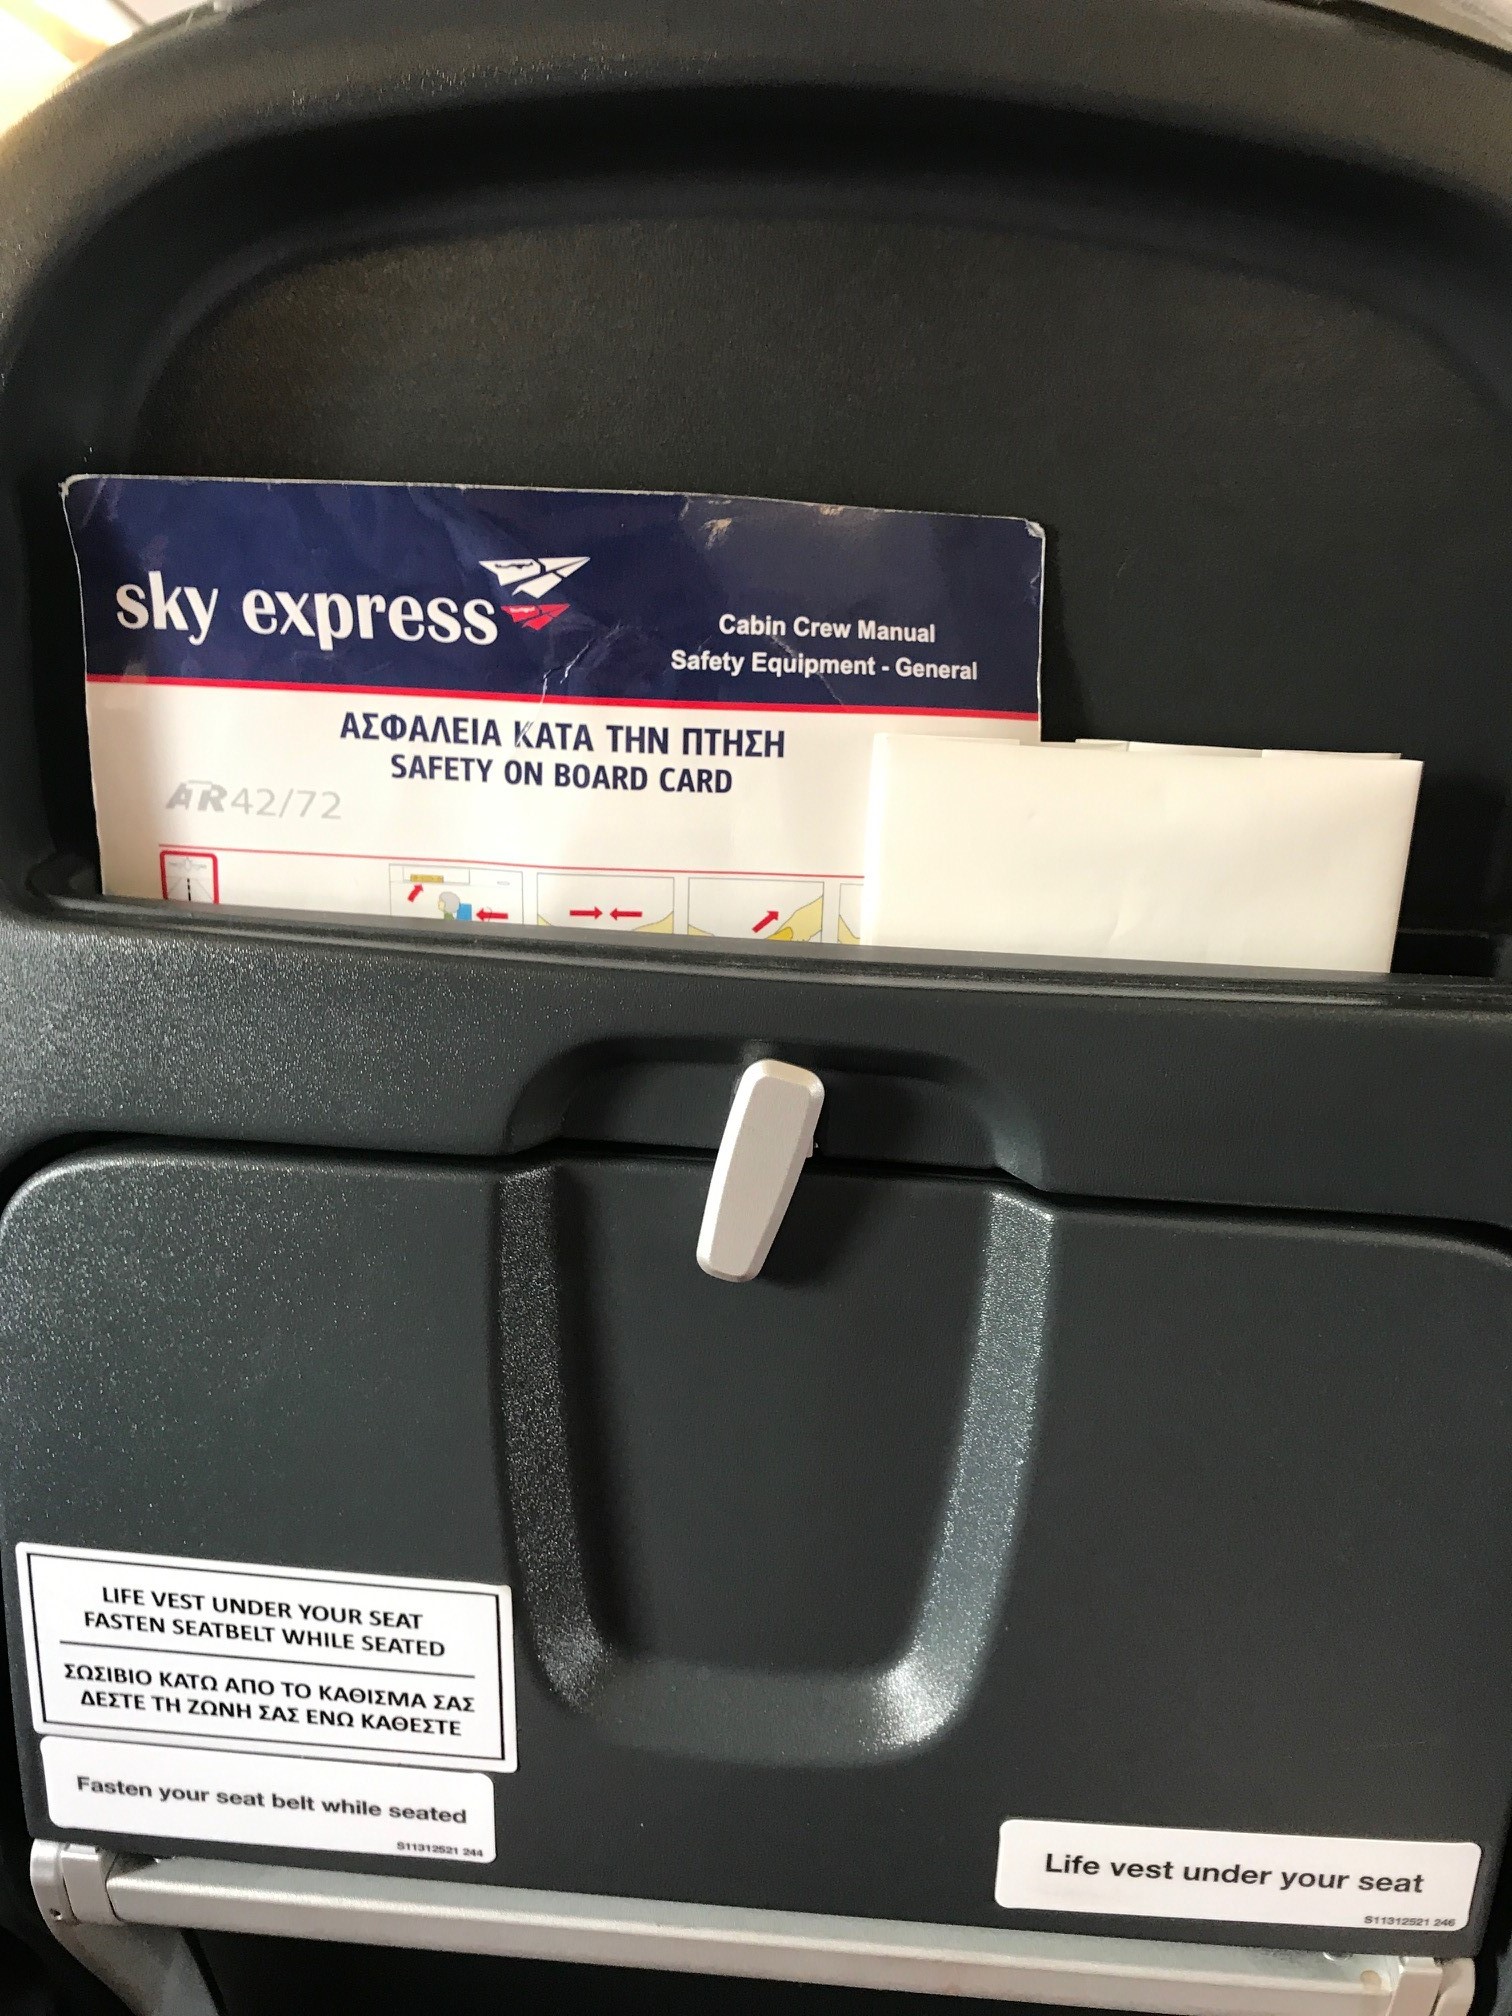 sky express
Cabin Crew Manual
Safety Equipment - General
ΑΣΦΑΛΕΙΑ ΚΑΤΑ ΤΗΝ ΠΤΗΣΗ
SAFETY ON BOARD CARD
ATR 42/72
LIFE VEST UNDER YOUR SEAT
FASTEN SEATBELT WHILE SEATED
ΣΩΣΙΒΙΟ ΚΑΤΩ ΑΠΟ ΤΟ ΚΑΘΙΣΜΑ ΣΑΣ
ΔΕΣΤΕ ΤΗ ΖΩΝΗ ΣΑΣ ΕΝΩ ΚΑΘΕΣΤΕ
Fasten your seat belt while seated
S11312521 244
Life vest under your seat
S11312521 246